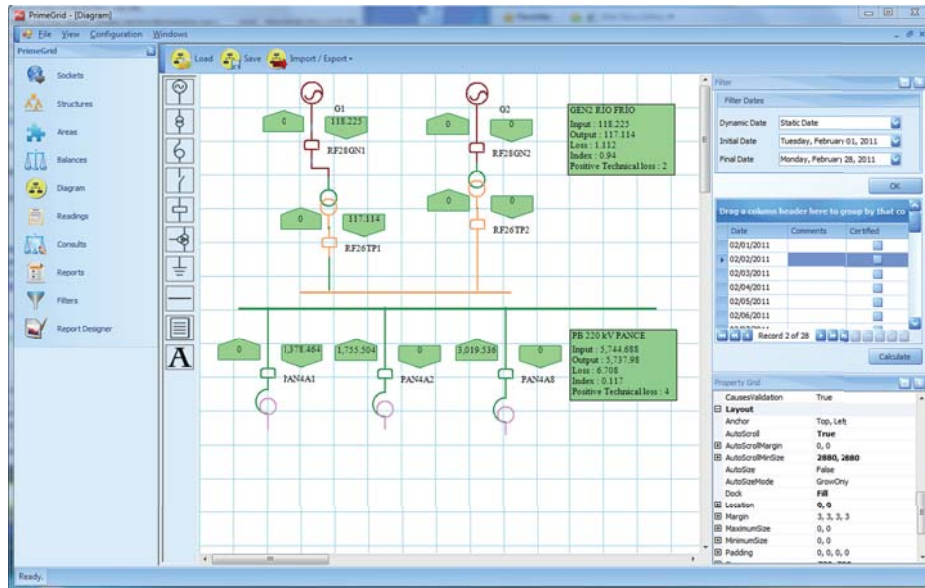 PrimeGrid - [Diagram]
File View Configuration Windows
PrimeGrid
Sockets
Structures
Areas
Balances
Diagram
Readings
Consults
Reports
Filters
Report Designer
Load Save Import / Export
A
G1
0 118.225
RF28GN1
0 117.114
RF26TP1
G2
0 0
RF28GN2
0 0
RF26TP2
GEN2 RÍO FRÍO
Input : 118.225
Output : 117.114
Loss : 1.112
Index : 0.94
Positive Technical loss : 2
0 1,378.464 1,755.504 0 3,019.536 0
PAN4A1 PAN4A2 PAN4A8
PB 220 kV PANCE
Input : 5,744.688
Output : 5,737.98
Loss : 6.708
Index : 0.117
Positive Technical loss : 4
Filter
Filter Dates
Dynamic Date Static Date
Initial Date Tuesday, February 01, 2011
Final Date Monday, February 28, 2011
OK
Drag a column header here to group by that co
Date Comments Certified
02/01/2011
02/02/2011
02/03/2011
02/04/2011
02/05/2011
02/06/2011
Record 2 of 28
Calculate
Property Grid
CausesValidation True
Layout
Anchor Top, Left
AutoScroll True
AutoScrollMargin 0, 0
AutoScrollMinSize 2880, 2880
AutoSize False
AutoSizeMode GrowOnly
Dock Fill
Location 0, 0
Margin 3, 3, 3, 3
MaximumSize 0, 0
MinimumSize 0, 0
Padding 0, 0, 0, 0
Ready.